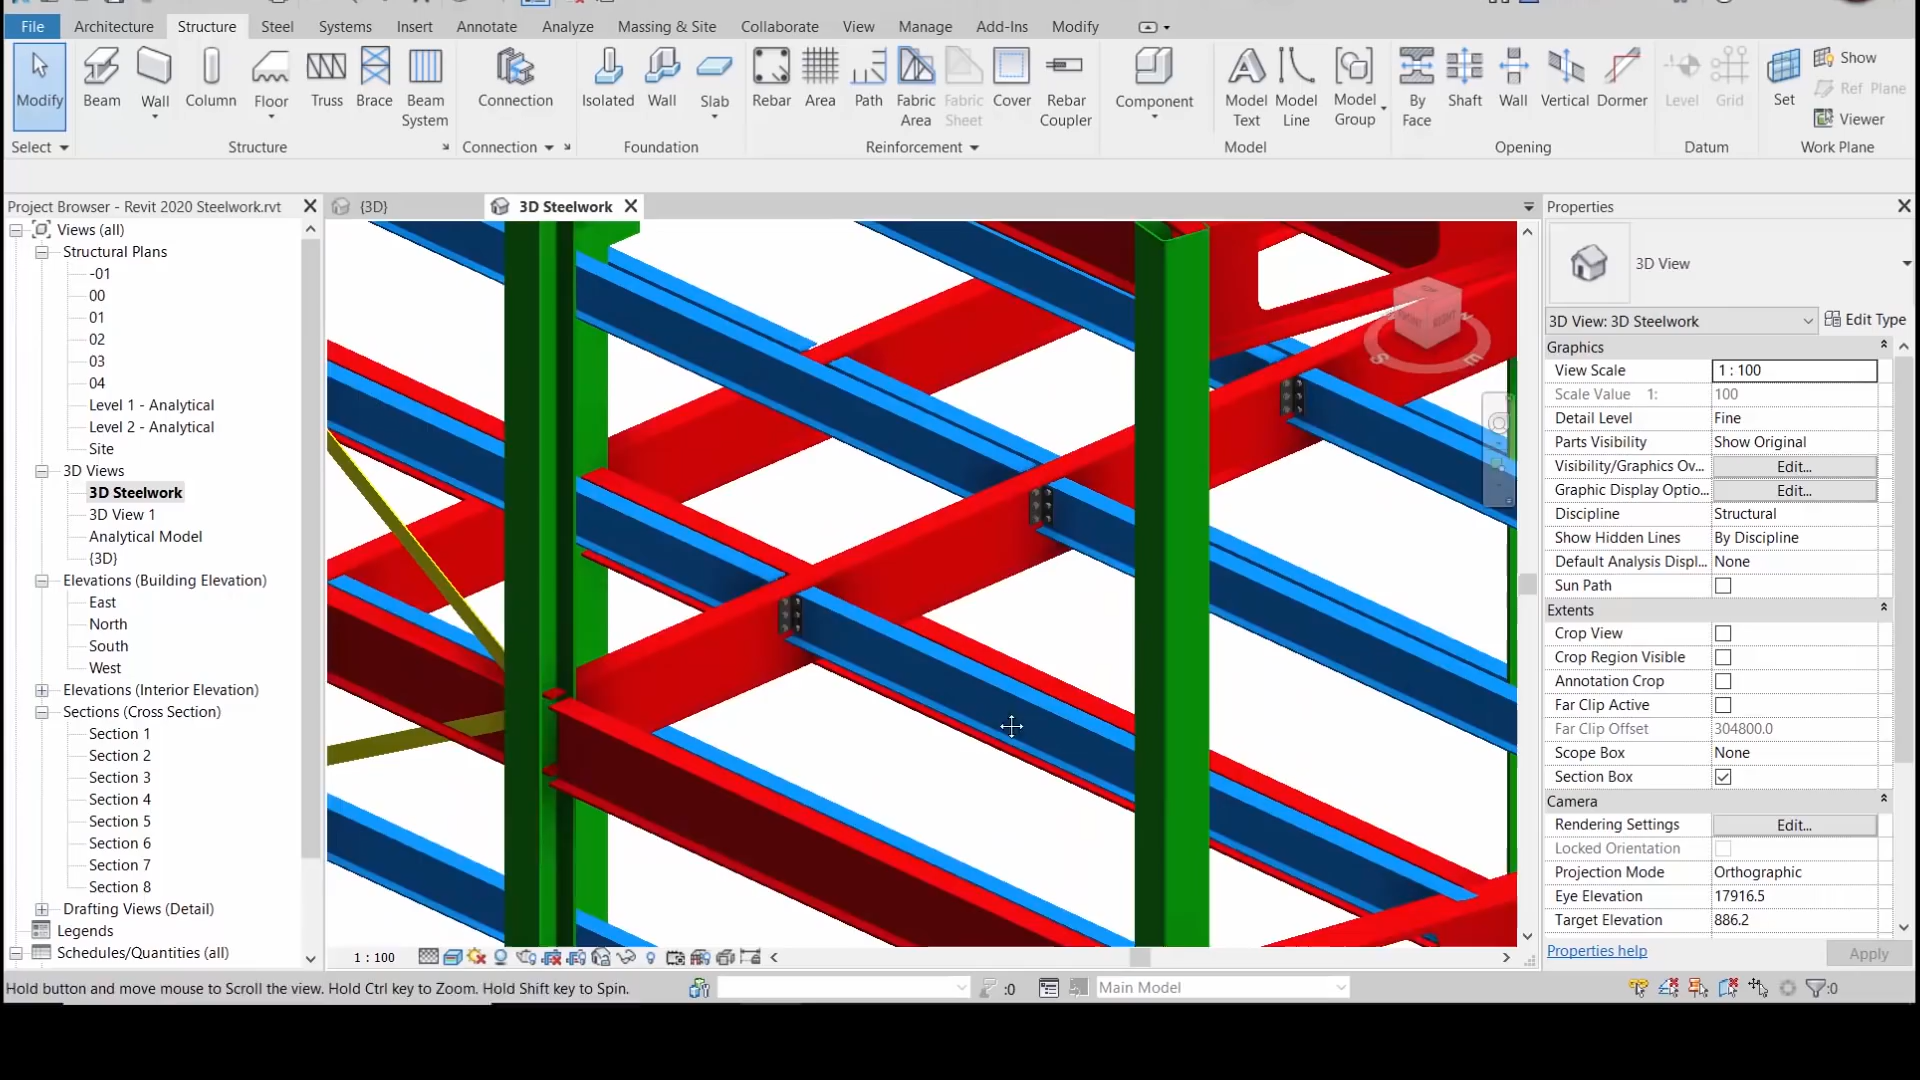 File Architecture Structure Steel Systems Insert Annotate Analyze Massing & Site Collaborate View Manage Add-Ins Modify
Modify Beam Wall Column Floor Truss Brace Beam System Connection Isolated Wall Slab Rebar Area Path Fabric Area Fabric Sheet Cover Rebar Coupler Component Model Text Model Line Model Group By Face Shaft Wall Vertical Dormer Level Grid Set Show
Ref Plane
Viewer
Select Structure Connection Foundation Reinforcement Model Opening Datum Work Plane
Project Browser - Revit 2020 Steelwork.rvt
Views (all)
Structural Plans
-01
00
01
02
03
04
Level 1 - Analytical
Level 2 - Analytical
Site
3D Views
3D Steelwork
3D View 1
Analytical Model
{3D}
Elevations (Building Elevation)
East
North
South
West
Elevations (Interior Elevation)
Sections (Cross Section)
Section 1
Section 2
Section 3
Section 4
Section 5
Section 6
Section 7
Section 8
Drafting Views (Detail)
Legends
Schedules/Quantities (all)
{3D} 3D Steelwork
RIGHT
S E
1 : 100
Properties
3D View
3D View: 3D Steelwork Edit Type
Graphics
View Scale 1 : 100
Scale Value 1: 100
Detail Level Fine
Parts Visibility Show Original
Visibility/Graphics Ov... Edit...
Graphic Display Optio... Edit...
Discipline Structural
Show Hidden Lines By Discipline
Default Analysis Displ... None
Sun Path
Extents
Crop View
Crop Region Visible
Annotation Crop
Far Clip Active
Far Clip Offset 304800.0
Scope Box None
Section Box
Camera
Rendering Settings Edit...
Locked Orientation
Projection Mode Orthographic
Eye Elevation 17916.5
Target Elevation 886.2
Properties help Apply
Hold button and move mouse to Scroll the view. Hold Ctrl key to Zoom. Hold Shift key to Spin. :0 Main Model :0